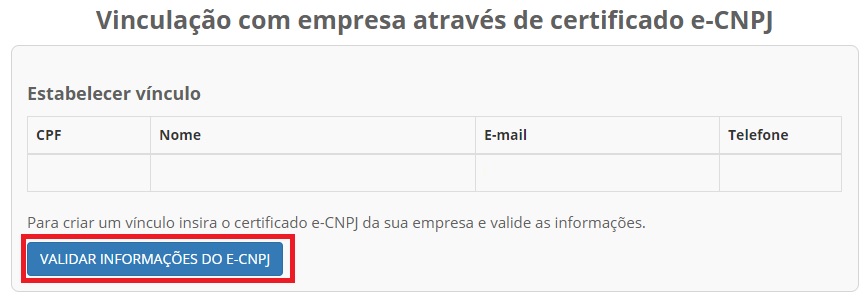 Vinculação com empresa através de certificado e-CNPJ
Estabelecer vínculo
CPF Nome E-mail Telefone
Para criar um vínculo insira o certificado e-CNPJ da sua empresa e valide as informações.
VALIDAR INFORMAÇÕES DO E-CNPJ